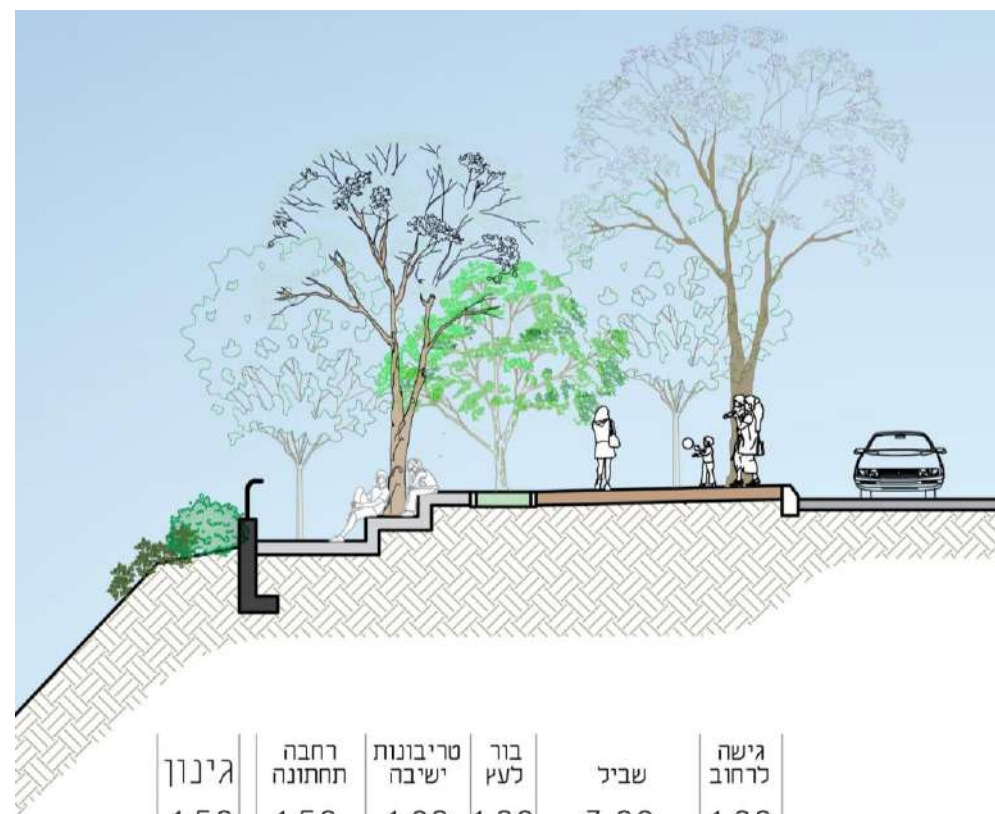 גישה
לרחוב
שביל
בור
לעץ
טריבונות
ישיבה
רחבה
תחתונה
גינון